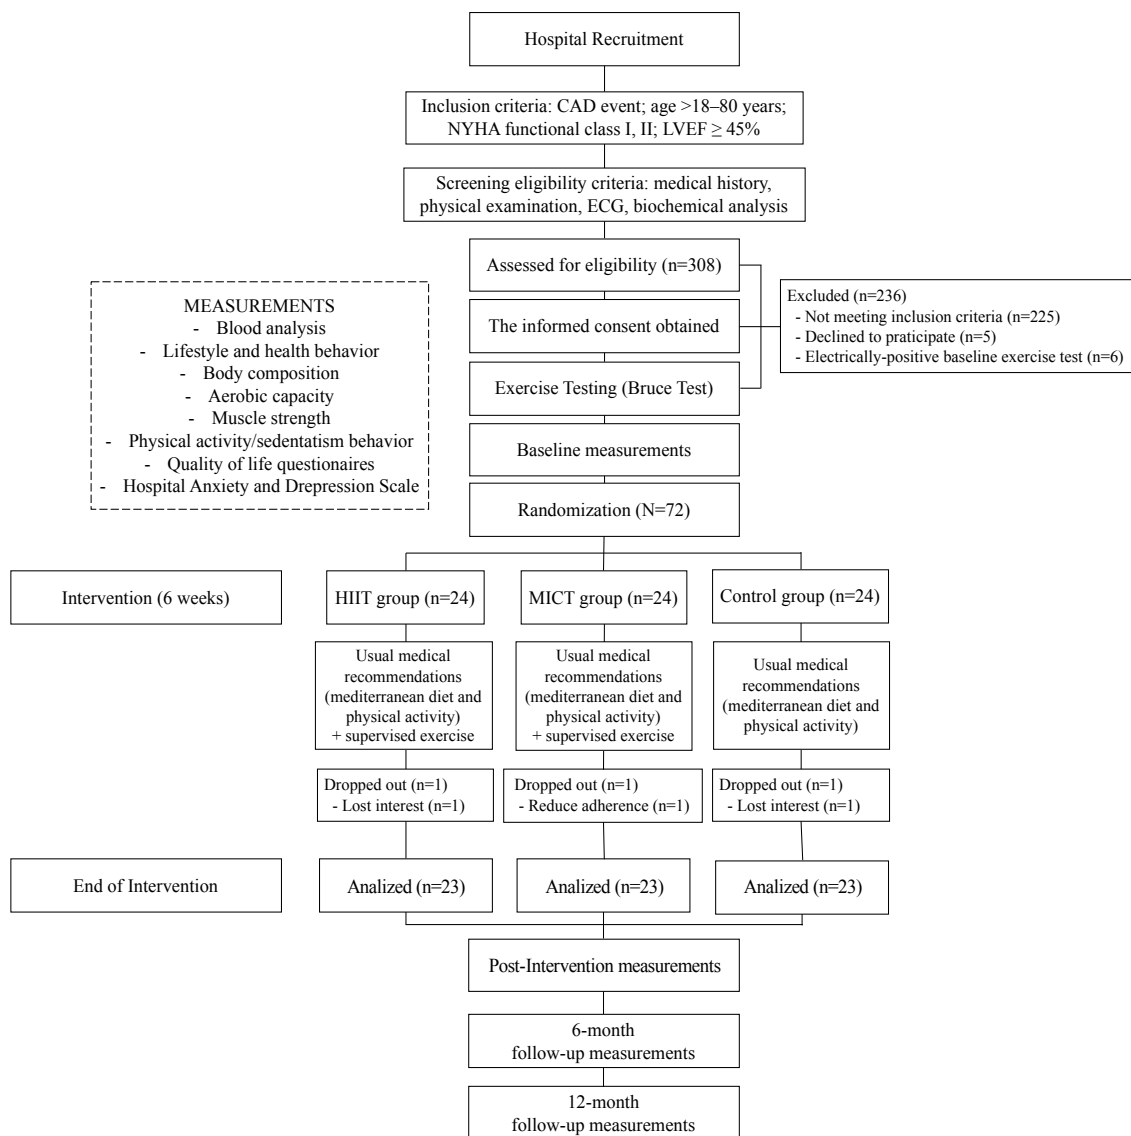 Hospital Recruitment
Inclusion criteria: CAD event; age >18–80 years;
NYHA functional class I, II; LVEF ≥ 45%
Screening eligibility criteria: medical history,
physical examination, ECG, biochemical analysis
Assessed for eligibility (n=308)
The informed consent obtained
Exercise Testing (Bruce Test)
Excluded (n=236)
- Not meeting inclusion criteria (n=225)
- Declined to praticipate (n=5)
- Electrically-positive baseline exercise test (n=6)
MEASUREMENTS
- Blood analysis
- Lifestyle and health behavior
- Body composition
- Aerobic capacity
- Muscle strength
- Physical activity/sedentatism behavior
- Quality of life questionaires
- Hospital Anxiety and Drepression Scale
Baseline measurements
Randomization (N=72)
Intervention (6 weeks)
HIIT group (n=24)
MICT group (n=24)
Control group (n=24)
Usual medical
recommendations
(mediterranean diet and
physical activity)
+ supervised exercise
Usual medical
recommendations
(mediterranean diet and
physical activity)
+ supervised exercise
Usual medical
recommendations
(mediterranean diet and
physical activity)
Dropped out (n=1)
- Lost interest (n=1)
Dropped out (n=1)
- Reduce adherence (n=1)
Dropped out (n=1)
- Lost interest (n=1)
End of Intervention
Analized (n=23)
Analized (n=23)
Analized (n=23)
Post-Intervention measurements
6-month
follow-up measurements
12-month
follow-up measurements